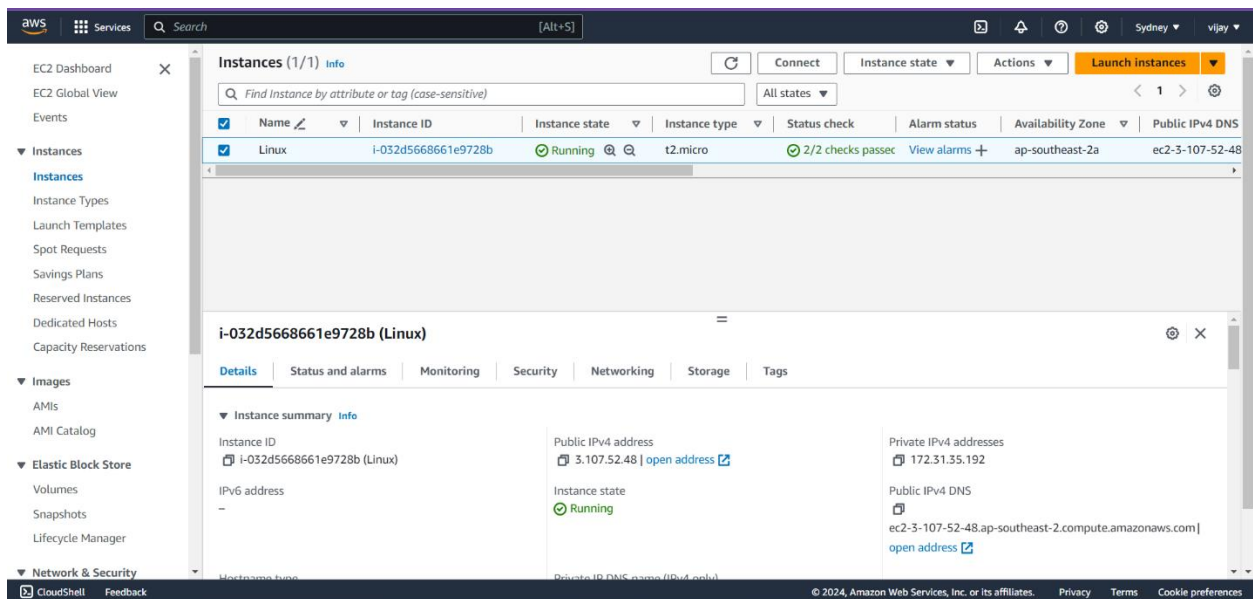 aws Services Search [Alt+S] Sydney vijay
EC2 Dashboard
EC2 Global View
Events
Instances
Instances
Instance Types
Launch Templates
Spot Requests
Savings Plans
Reserved Instances
Dedicated Hosts
Capacity Reservations
Images
AMIs
AMI Catalog
Elastic Block Store
Volumes
Snapshots
Lifecycle Manager
Network & Security
Instances (1/1) Info Connect Instance state Actions Launch instances
Find Instance by attribute or tag (case-sensitive) All states 1
Name Instance ID Instance state Instance type Status check Alarm status Availability Zone Public IPv4 DNS
Linux i-032d5668661e9728b Running t2.micro 2/2 checks passec View alarms + ap-southeast-2a ec2-3-107-52-48
i-032d5668661e9728b (Linux)
Details Status and alarms Monitoring Security Networking Storage Tags
Instance summary Info
Instance ID
i-032d5668661e9728b (Linux)
Public IPv4 address
3.107.52.48 | open address
Private IPv4 addresses
172.31.35.192
IPv6 address
–
Instance state
Running
Public IPv4 DNS
ec2-3-107-52-48.ap-southeast-2.compute.amazonaws.com |
open address
Hostname type Private IP DNS name (IPv4 only)
CloudShell Feedback © 2024, Amazon Web Services, Inc. or its affiliates. Privacy Terms Cookie preferences